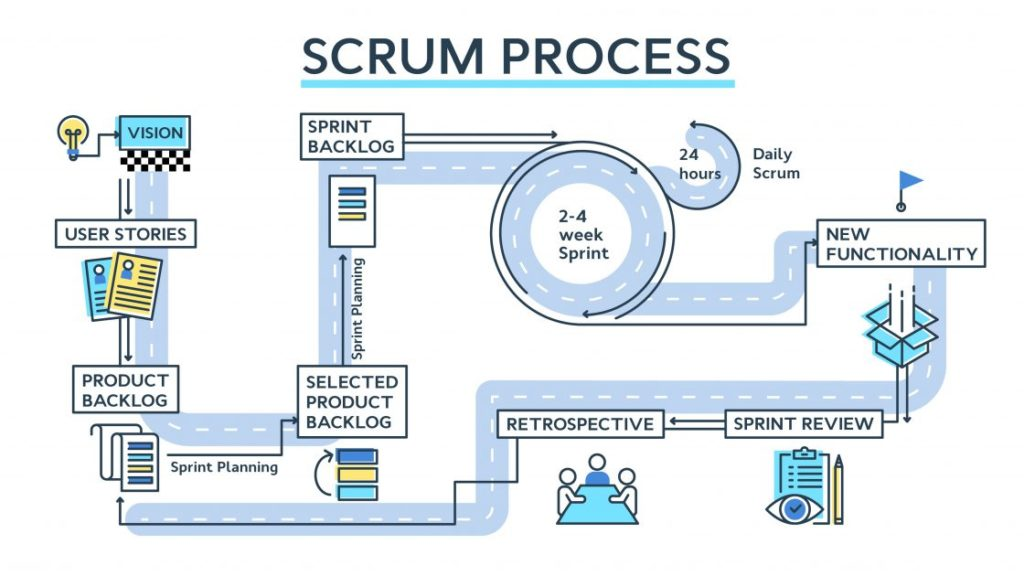 SCRUM PROCESS
VISION
USER STORIES
PRODUCT
BACKLOG
Sprint Planning
SELECTED
PRODUCT
BACKLOG
Sprint Planning
SPRINT
BACKLOG
2-4
week
Sprint
24
hours
Daily
Scrum
NEW
FUNCTIONALITY
SPRINT REVIEW
RETROSPECTIVE